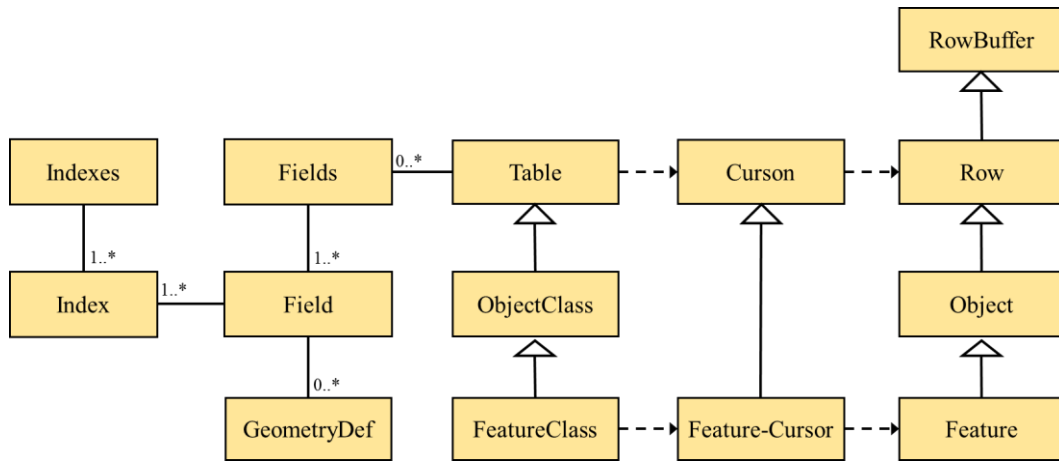 RowBuffer
Indexes
Fields
0..*
Table
Curson
Row
1..*
1..*
Index
1..*
Field
ObjectClass
Object
0..*
GeometryDef
FeatureClass
Feature-Cursor
Feature